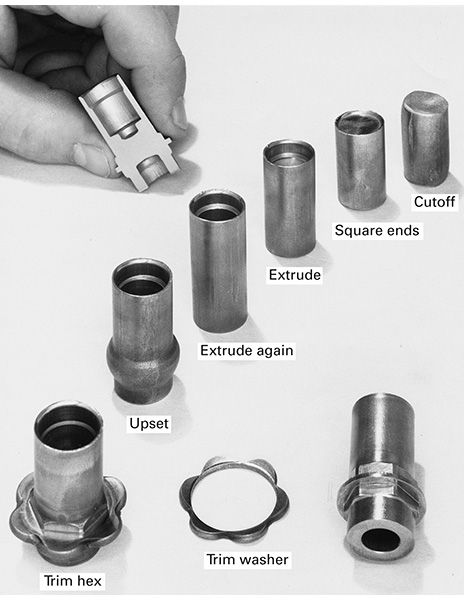 Cutoff
Square ends
Extrude
Extrude again
Upset
Trim washer
Trim hex